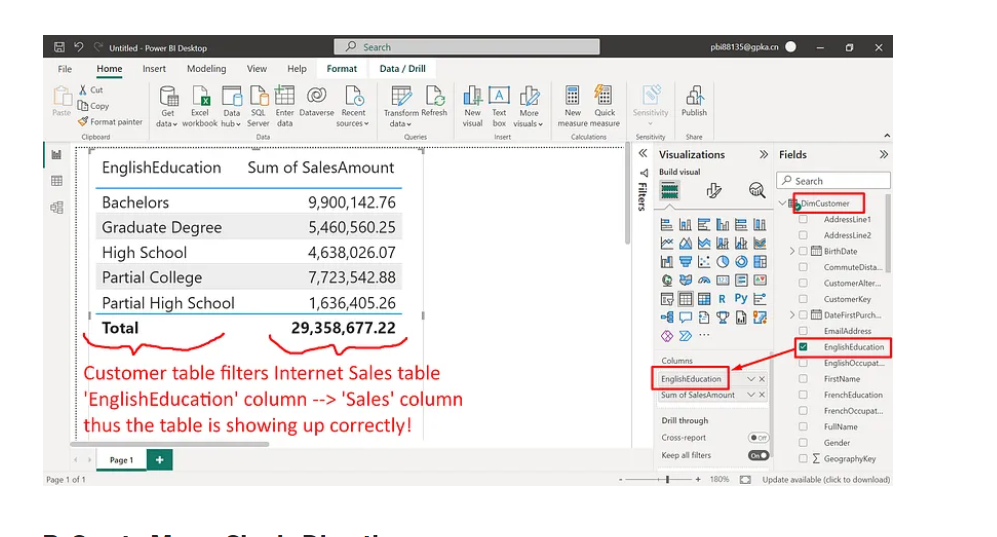 Untitled - Power BI Desktop
Search
pbi88135@gpka.cn
File Home Insert Modeling View Help Format Data / Drill
Paste
Cut
Copy
Format painter
Clipboard
Get data
Excel workbook
Data hub
SQL Server
Enter data
Dataverse
Recent sources
Data
Transform data
Refresh
Queries
New visual
Text box
More visuals
Insert
New measure
Quick measure
Calculations
Sensitivity
Sensitivity
Publish
Share
EnglishEducation Sum of SalesAmount
Bachelors 9,900,142.76
Graduate Degree 5,460,560.25
High School 4,638,026.07
Partial College 7,723,542.88
Partial High School 1,636,405.26
Total 29,358,677.22
Customer table filters Internet Sales table
'EnglishEducation' column --> 'Sales' column
thus the table is showing up correctly!
Filters
Visualizations
Build visual
R Py
Columns
EnglishEducation
Sum of SalesAmount
Drill through
Cross-report
Off
Keep all filters
On
Fields
Search
DimCustomer
AddressLine1
AddressLine2
BirthDate
CommuteDista...
CustomerAlter...
CustomerKey
DateFirstPurch...
EmailAddress
EnglishEducation
EnglishOccupat...
FirstName
FrenchEducation
FrenchOccupat...
FullName
Gender
GeographyKey
Page 1
Page 1 of 1
- + 180%
Update available (click to download)